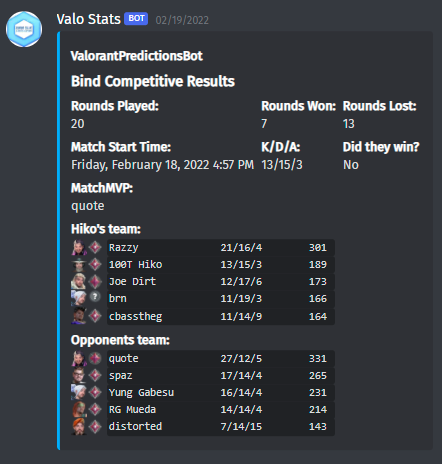 Valo Stats BOT 02/19/2022
ValorantPredictionsBot
Bind Competitive Results
Rounds Played: Rounds Won: Rounds Lost:
20 7 13
Match Start Time: K/D/A: Did they win?
Friday, February 18, 2022 4:57 PM 13/15/3 No
MatchMVP:
quote
Hiko's team:
Razzy 21/16/4 301
100T Hiko 13/15/3 189
Joe Dirt 12/17/6 173
? brn 11/19/3 166
cbasstheg 11/14/9 164
Opponents team:
quote 27/12/5 331
spaz 17/14/4 265
Yung Gabesu 16/14/4 231
RG Mueda 14/14/4 214
distorted 7/14/15 143